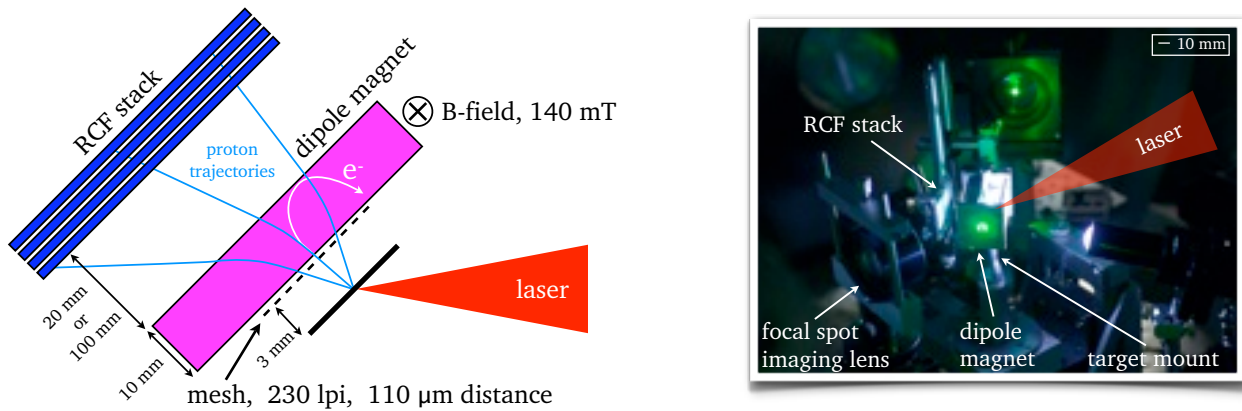 RCF stack
dipole magnet
B-field, 140 mT
proton
trajectories
e-
laser
20 mm
or
100 mm
10 mm
3 mm
mesh, 230 lpi, 110 µm distance
10 mm
RCF stack
laser
focal spot
imaging lens
dipole
magnet
target mount